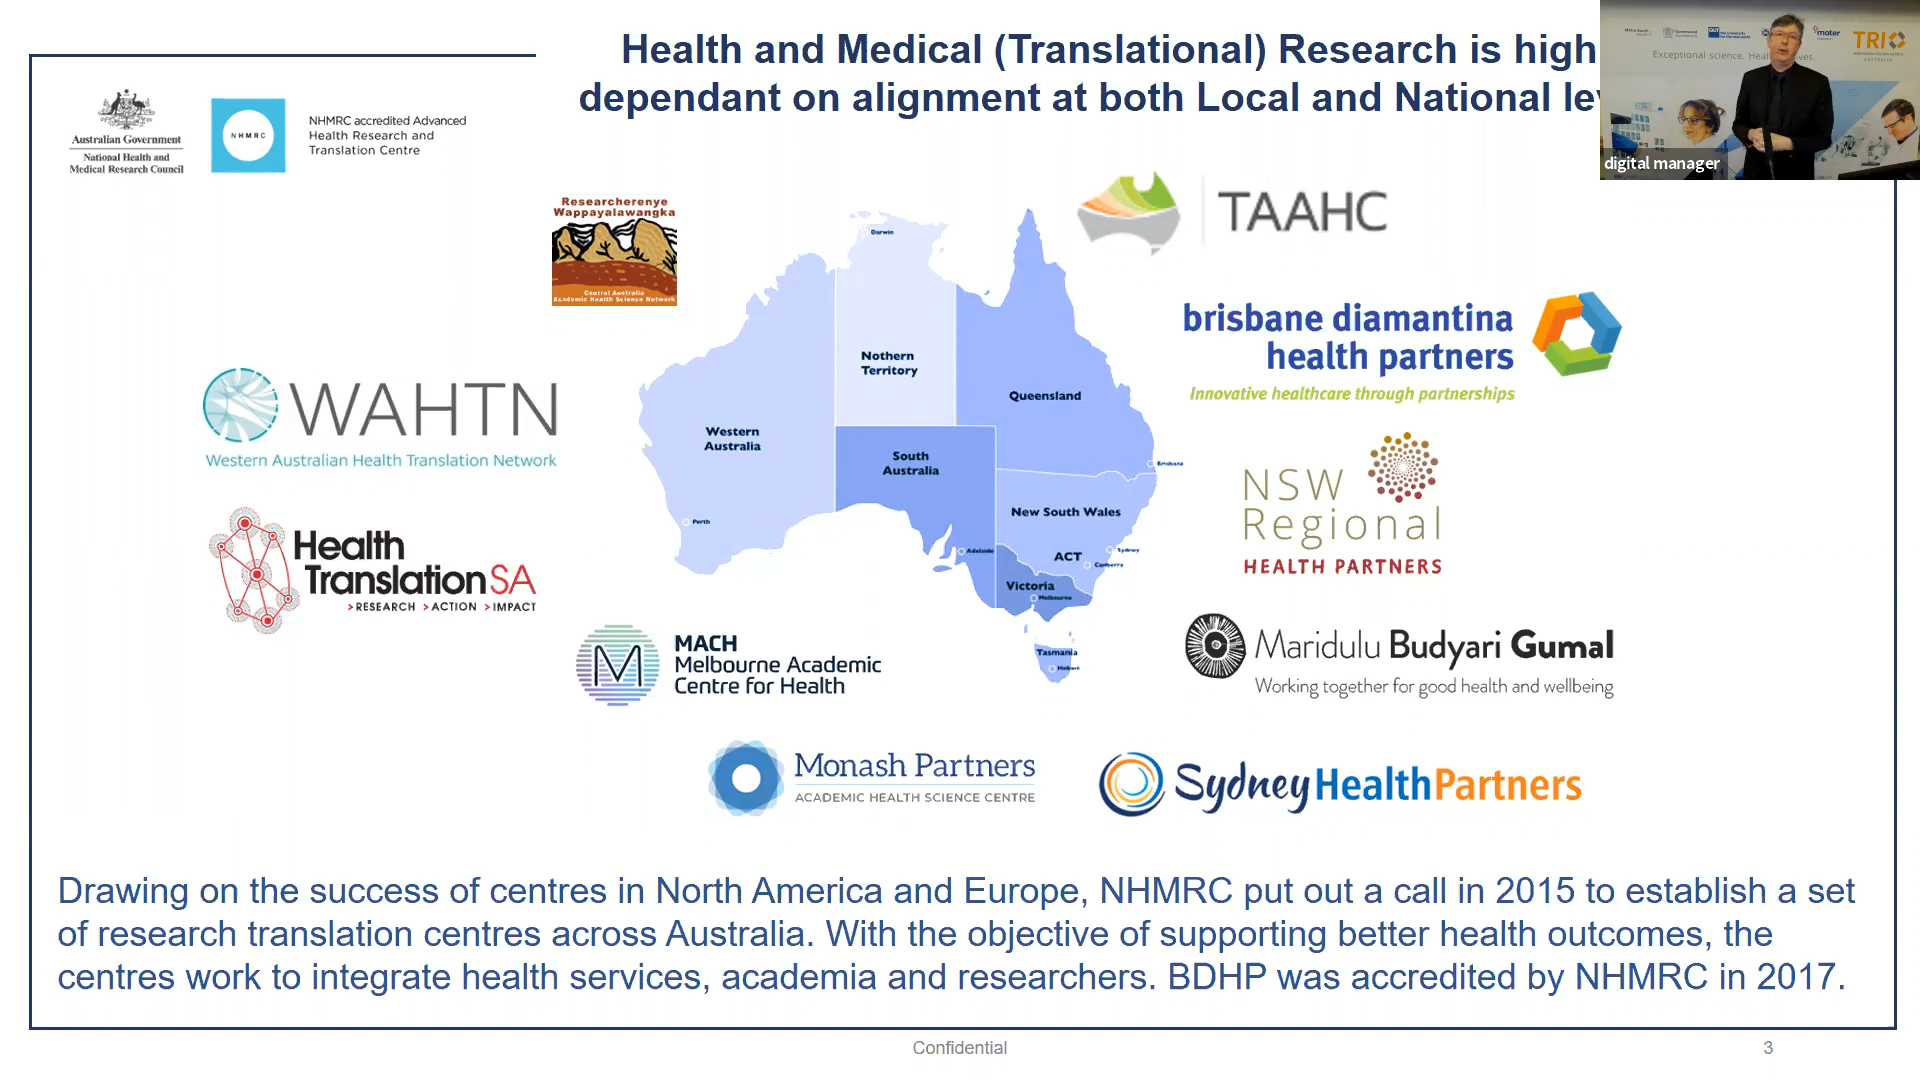 Health and Medical (Translational) Research is high
dependant on alignment at both Local and National le
Australian Government
National Health and
Medical Research Council
NHMRC
NHMRC accredited Advanced
Health Research and
Translation Centre
mater
TRI
Exceptional science.
digital manager
Researcherenye
Wappayalawangka
Central Australia
Academic Health Science Network
TAAHC
brisbane diamantina
health partners
Innovative healthcare through partnerships
WAHTN
Western Australian Health Translation Network
Health
Translation SA
>RESEARCH >ACTION >IMPACT
Darwin
Nothern
Territory
Queensland
Western
Australia
South
Australia
Brisbane
Perth
New South Wales
Adelaide
ACT
Sydney
Canberra
Victoria
Melbourne
Tasmania
Hobart
NSW
Regional
HEALTH PARTNERS
MACH
Melbourne Academic
Centre for Health
Maridulu Budyari Gumal
Working together for good health and wellbeing
Monash Partners
ACADEMIC HEALTH SCIENCE CENTRE
SydneyHealthPartners
Drawing on the success of centres in North America and Europe, NHMRC put out a call in 2015 to establish a set
of research translation centres across Australia. With the objective of supporting better health outcomes, the
centres work to integrate health services, academia and researchers. BDHP was accredited by NHMRC in 2017.
Confidential
3